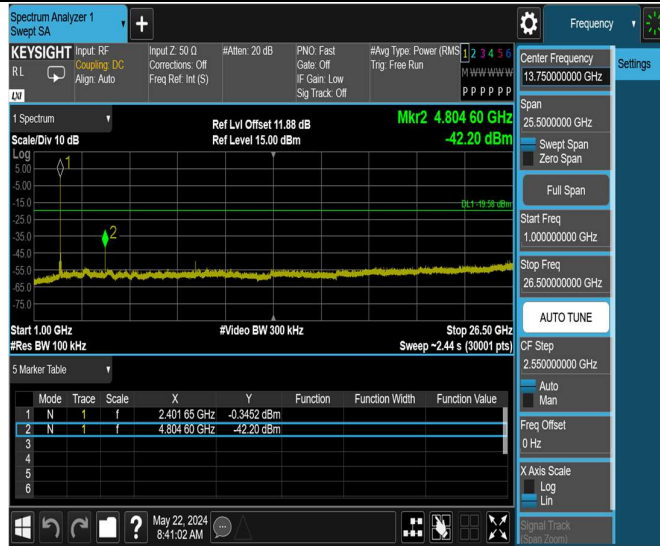 Spectrum Analyzer 1
Swept SA
+
Frequency
KEYSIGHT
R L
LXI
Input: RF
Coupling: DC
Align: Auto
Input Z: 50 Ω
Corrections: Off
Freq Ref: Int (S)
#Atten: 20 dB
PNO: Fast
Gate: Off
IF Gain: Low
Sig Track: Off
#Avg Type: Power (RMS
Trig: Free Run
1 2 3 4 5 6
M W W W W W
P P P P P P
1 Spectrum
Scale/Div 10 dB
Log
Ref Lvl Offset 11.88 dB
Ref Level 15.00 dBm
Mkr2 4.804 60 GHz
-42.20 dBm
5.00
-5.00
-15.0
-25.0
-35.0
-45.0
-55.0
-65.0
-75.0
1
2
DL1 -19.58 dBm
Start 1.00 GHz
#Res BW 100 kHz
#Video BW 300 kHz
Stop 26.50 GHz
Sweep ~2.44 s (30001 pts)
5 Marker Table
Mode Trace Scale X Y Function Function Width Function Value
1 N 1 f 2.401 65 GHz -0.3452 dBm
2 N 1 f 4.804 60 GHz -42.20 dBm
3
4
5
6
May 22, 2024
8:41:02 AM
?
Center Frequency
13.750000000 GHz
Settings
Span
25.5000000 GHz
Swept Span
Zero Span
Full Span
Start Freq
1.000000000 GHz
Stop Freq
26.500000000 GHz
AUTO TUNE
CF Step
2.550000000 GHz
Auto
Man
Freq Offset
0 Hz
X Axis Scale
Log
Lin
Signal Track
(Span Zoom)